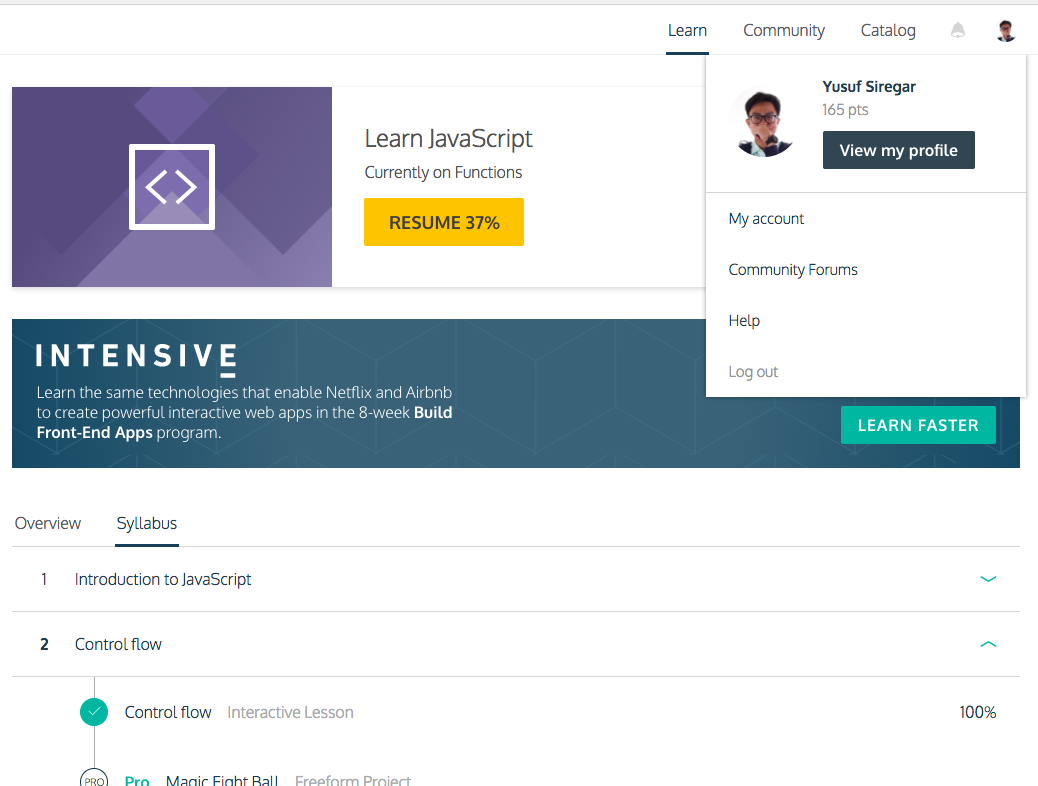 Learn Community Catalog
Yusuf Siregar
165 pts
View my profile
My account
Community Forums
Help
Log out
Learn JavaScript
Currently on Functions
RESUME 37%
INTENSIVE
Learn the same technologies that enable Netflix and Airbnb
to create powerful interactive web apps in the 8-week Build
Front-End Apps program.
LEARN FASTER
Overview Syllabus
1 Introduction to JavaScript
2 Control flow
Control flow Interactive Lesson 100%
PRO Pro Magic Eight Ball Freeform Project